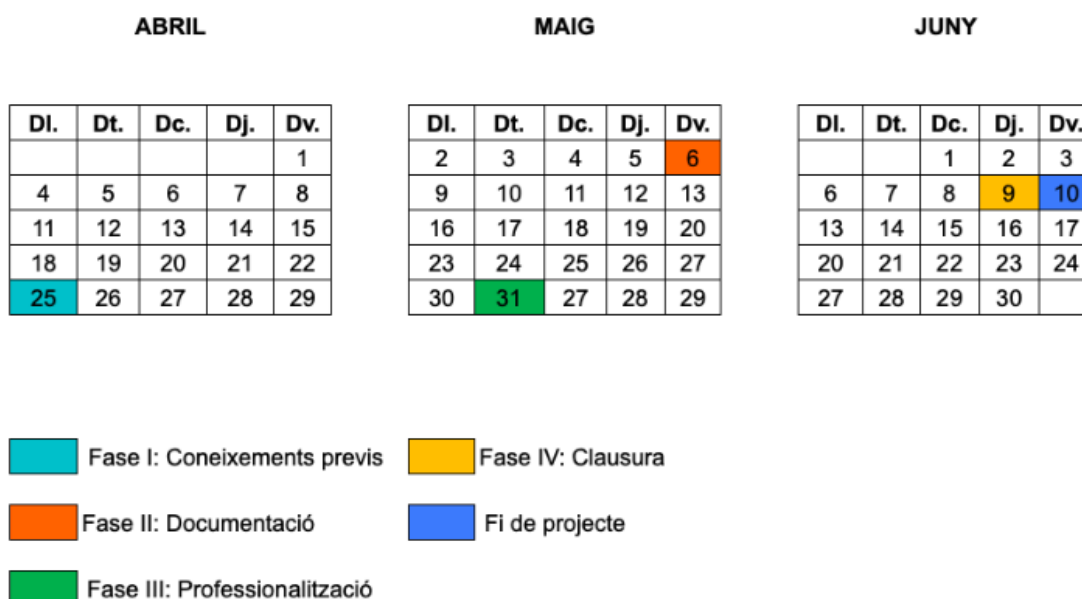 ABRIL
Dl. Dt. Dc. Dj. Dv.
1
4 5 6 7 8
11 12 13 14 15
18 19 20 21 22
25 26 27 28 29
MAIG
Dl. Dt. Dc. Dj. Dv.
2 3 4 5 6
9 10 11 12 13
16 17 18 19 20
23 24 25 26 27
30 31 27 28 29
JUNY
Dl. Dt. Dc. Dj. Dv.
1 2 3
6 7 8 9 10
13 14 15 16 17
20 21 22 23 24
27 28 29 30
Fase I: Coneixements previs
Fase II: Documentació
Fase III: Professionalització
Fase IV: Clausura
Fi de projecte